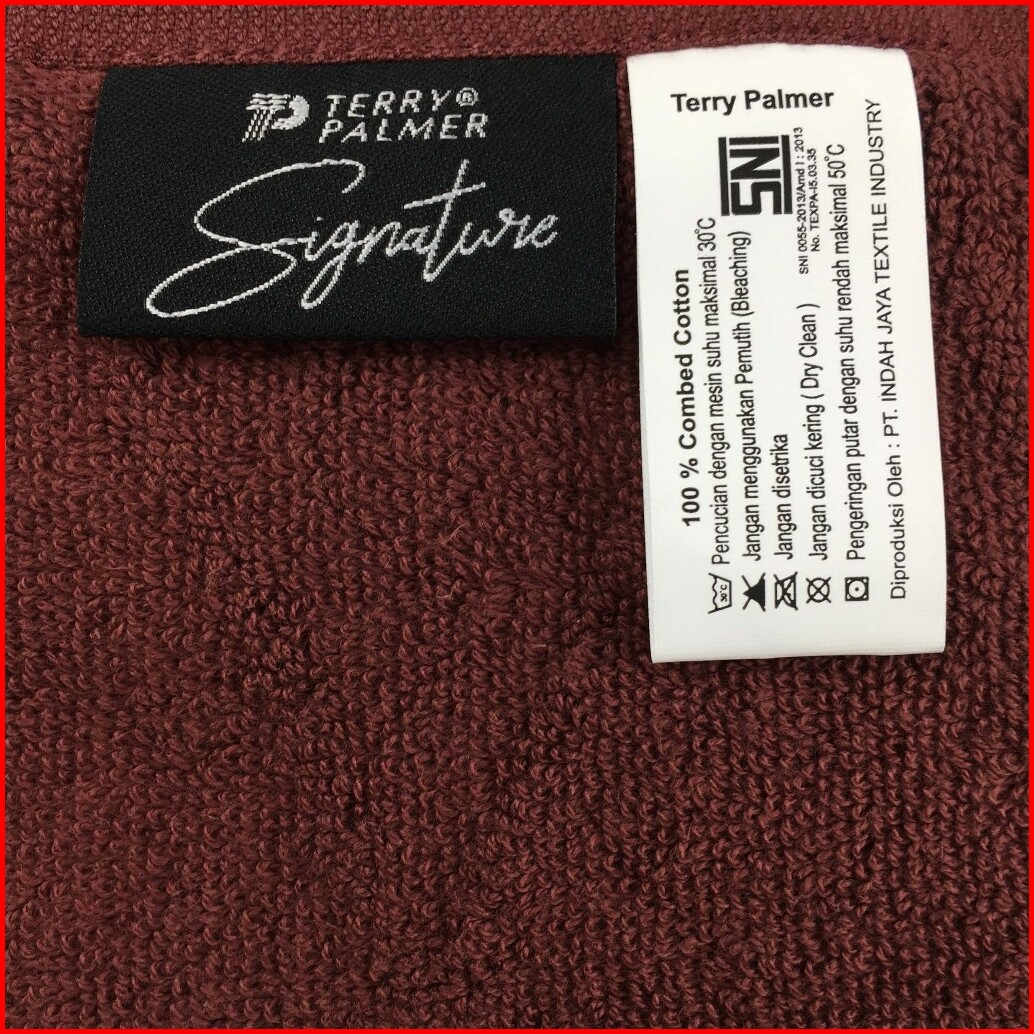 TERRY®
PALMER
Signature
Terry Palmer
SNI
SNI 0055-2013/Amd I : 2013
No. TEXPA-I5.03.35
100 % Combed Cotton
30°C Pencucian dengan mesin suhu maksimal 30°C
Jangan menggunakan Pemutih (Bleaching)
Jangan disetrika
Jangan dicuci kering ( Dry Clean )
Pengeringan putar dengan suhu rendah maksimal 50°C
Diproduksi Oleh : PT. INDAH JAYA TEXTILE INDUSTRY